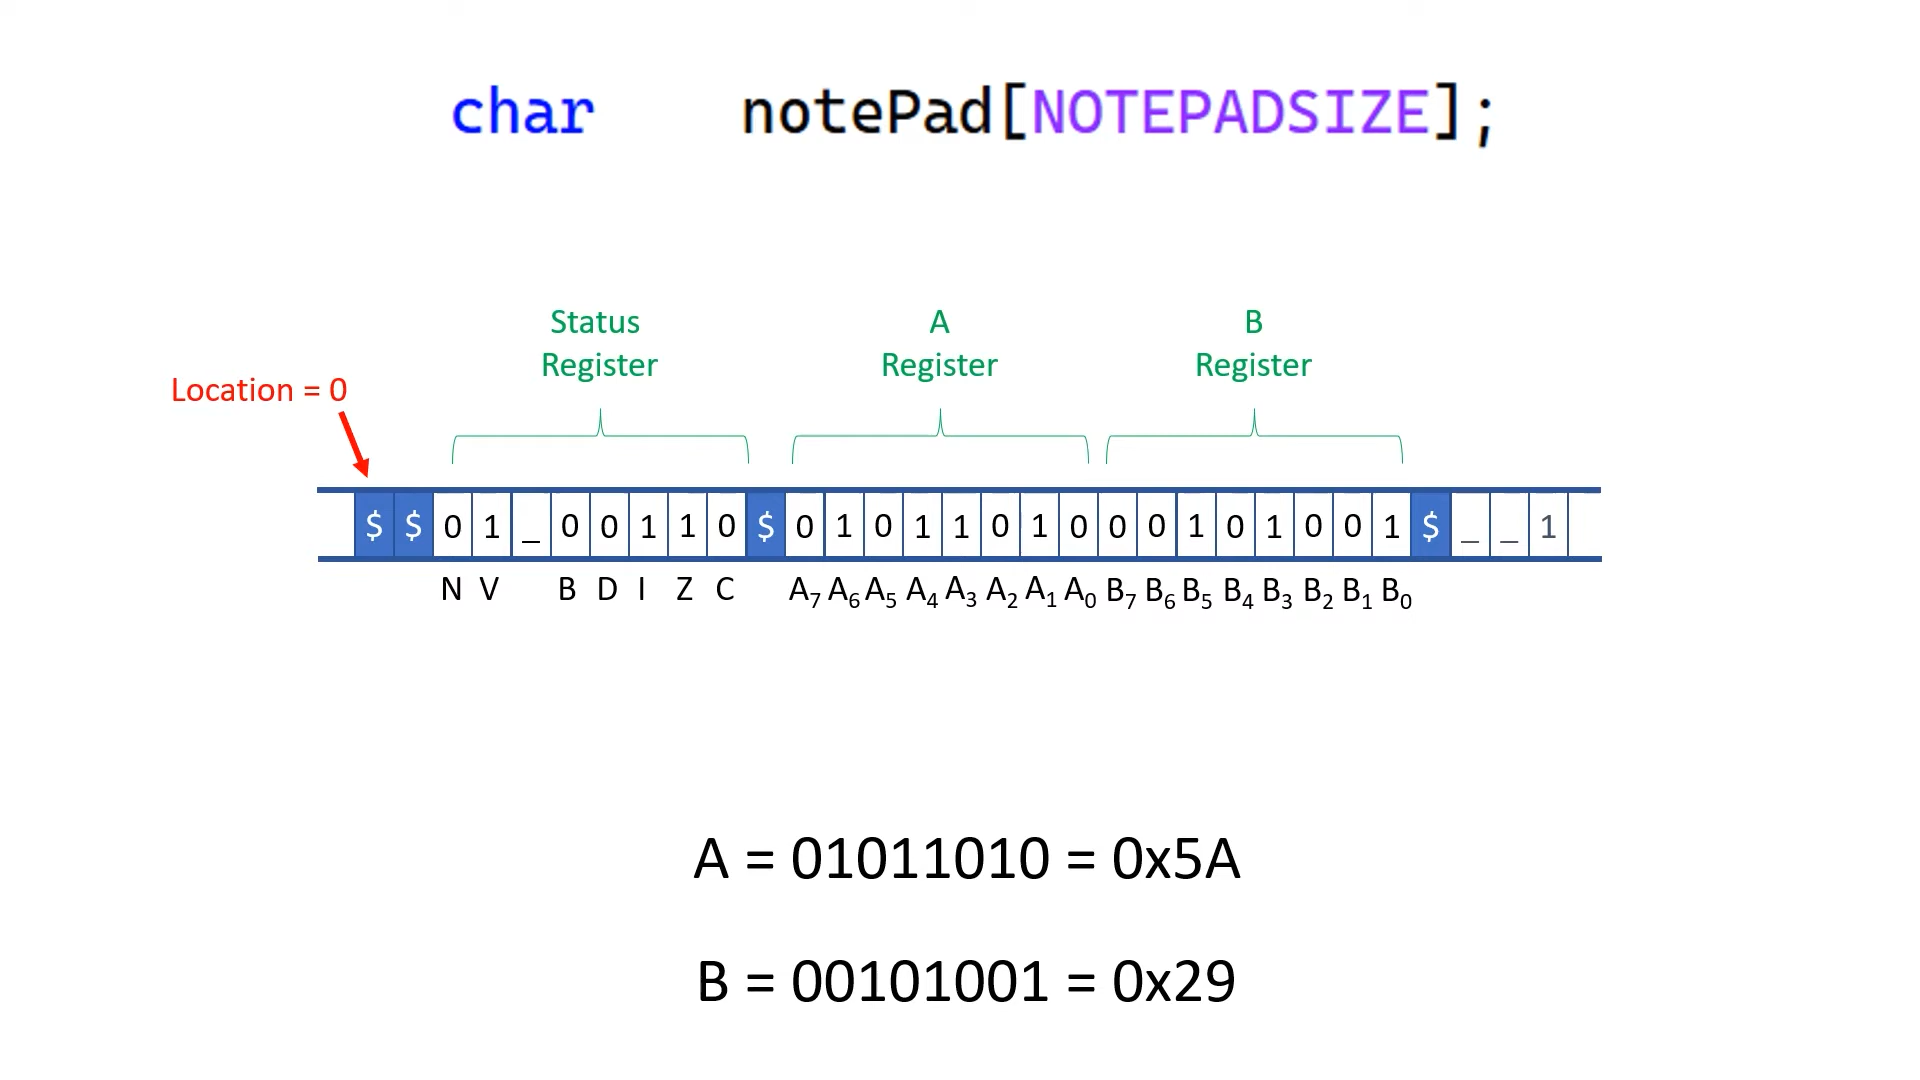 char notePad[NOTEPADSIZE];
Status Register
A Register
B Register
Location = 0
$ $ 0 1 _ 0 0 1 1 0 $ 0 1 0 1 1 0 1 0 0 0 1 0 1 0 0 1 $ _ _ 1
N V B D I Z C A7 A6 A5 A4 A3 A2 A1 A0 B7 B6 B5 B4 B3 B2 B1 B0
A = 01011010 = 0x5A
B = 00101001 = 0x29